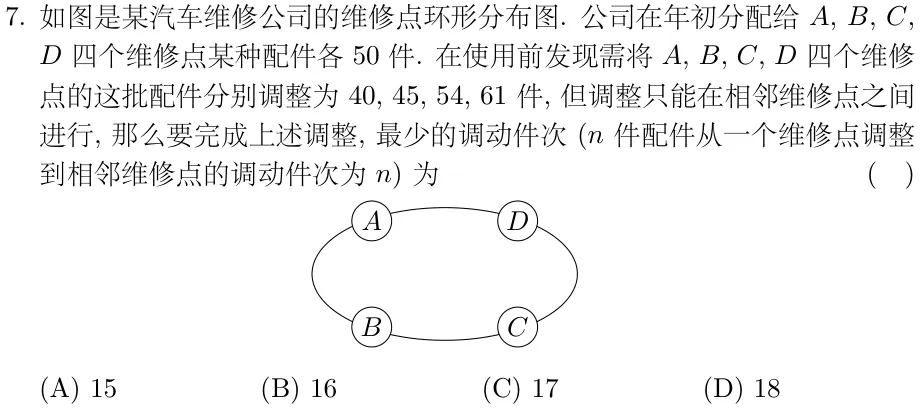 7. 如图是某汽车维修公司的维修点环形分布图. 公司在年初分配给 A, B, C,
D 四个维修点某种配件各 50 件. 在使用前发现需将 A, B, C, D 四个维修
点的这批配件分别调整为 40, 45, 54, 61 件, 但调整只能在相邻维修点之间
进行, 那么要完成上述调整, 最少的调动件次 (n 件配件从一个维修点调整
到相邻维修点的调动件次为 n) 为 ( )
A D
B C
(A) 15 (B) 16 (C) 17 (D) 18